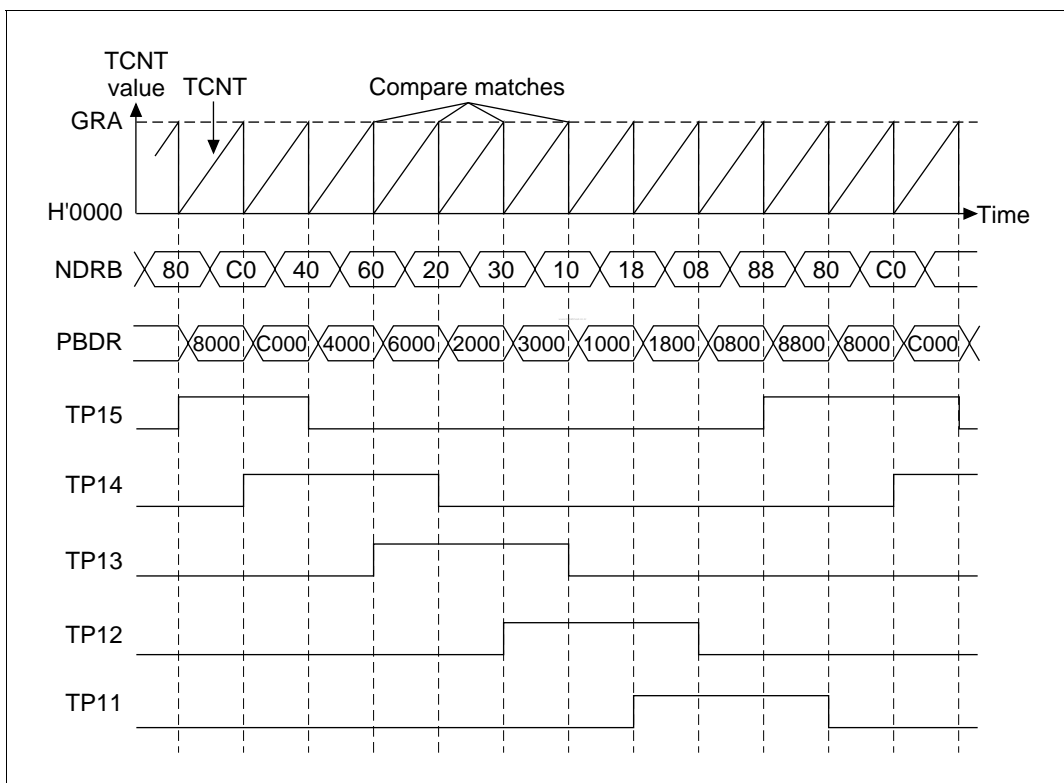 TCNT
value
TCNT
Compare matches
GRA
H'0000
Time
NDRB 80 C0 40 60 20 30 10 18 08 88 80 C0
PBDR 8000 C000 4000 6000 2000 3000 1000 1800 0800 8800 8000 C000
TP15
TP14
TP13
TP12
TP11